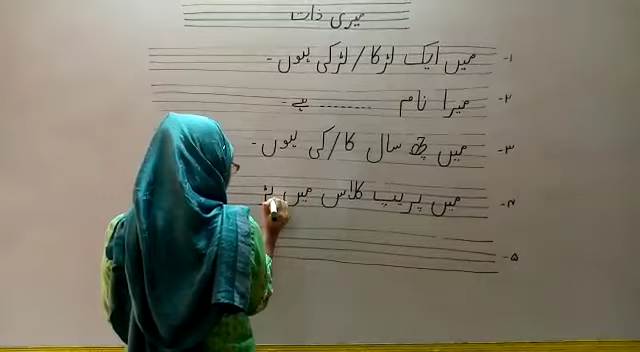 میری ذات
۱- میں ایک لڑکا/لڑکی ہوں-
۲- میرا نام ........ ہے-
۳- میں چھ سال کا/کی ہوں-
۴- میں پریپ کلاس میں پڑ
۵-